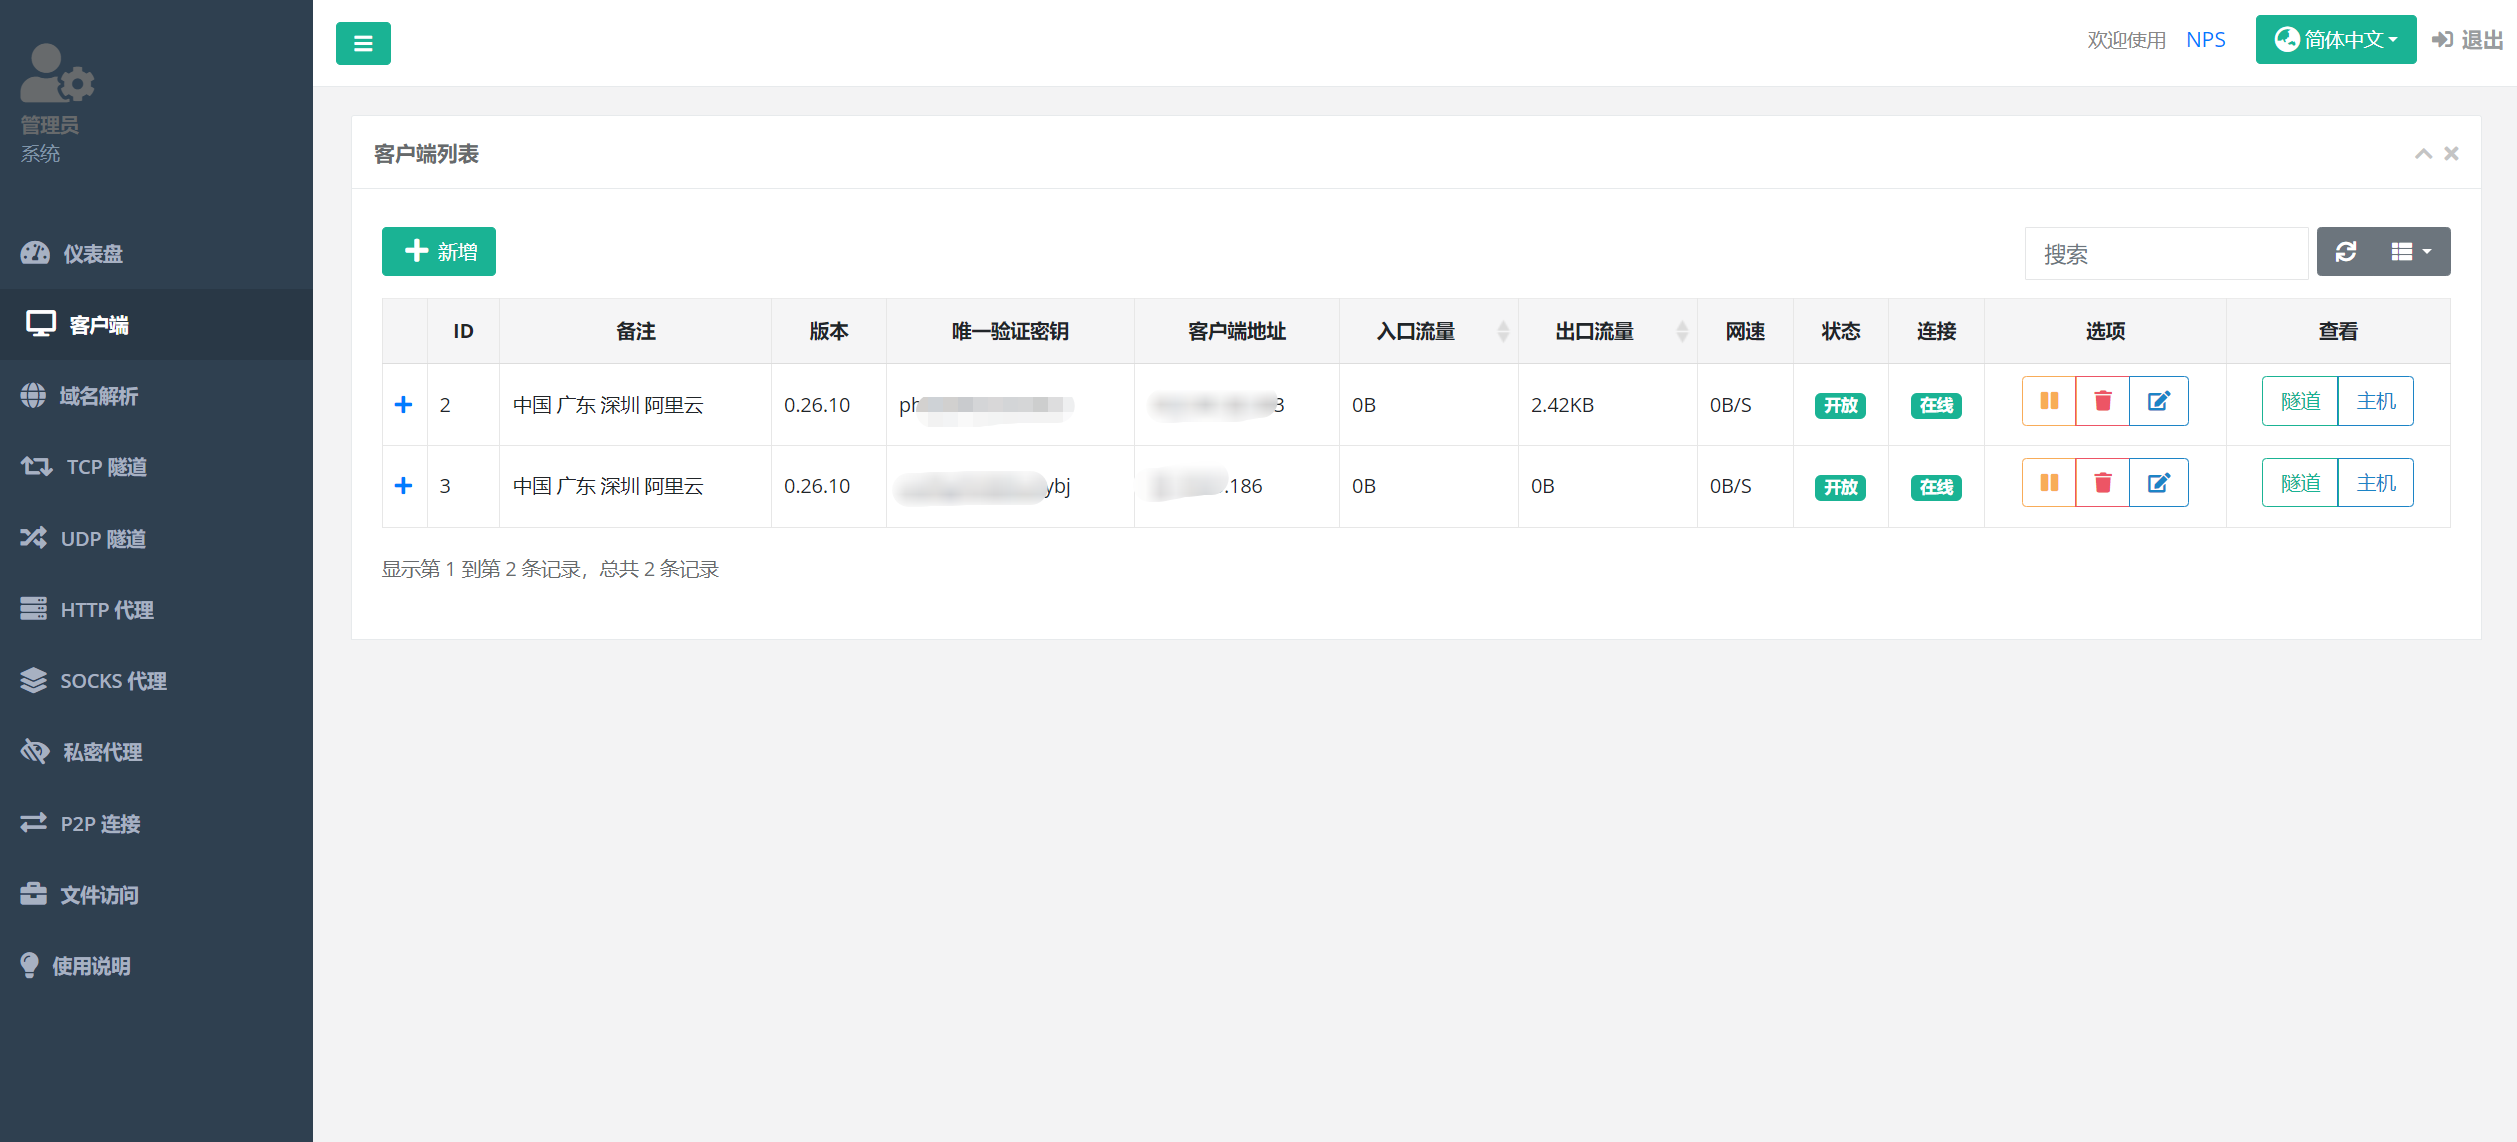 欢迎使用 NPS 简体中文 退出
管理员
系统
仪表盘
客户端
域名解析
TCP 隧道
UDP 隧道
HTTP 代理
SOCKS 代理
私密代理
P2P 连接
文件访问
使用说明
客户端列表
新增
搜索
ID 备注 版本 唯一验证密钥 客户端地址 入口流量 出口流量 网速 状态 连接 选项 查看
2 中国 广东 深圳 阿里云 0.26.10 0B 2.42KB 0B/S 开放 在线 隧道 主机
3 中国 广东 深圳 阿里云 0.26.10 ybj .186 0B 0B 0B/S 开放 在线 隧道 主机
显示第 1 到第 2 条记录，总共 2 条记录